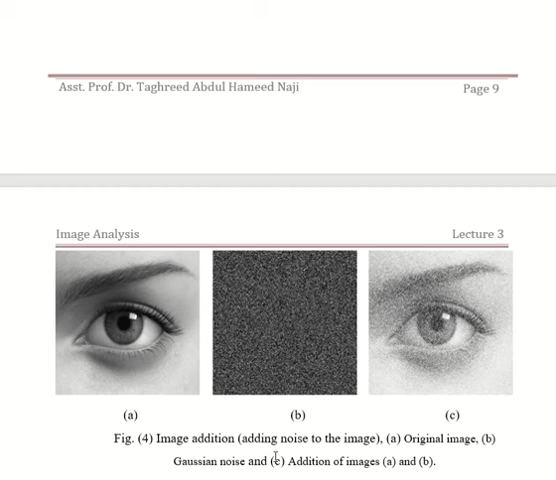 Asst. Prof. Dr. Taghreed Abdul Hameed Naji Page 9
Image Analysis Lecture 3
(a) (b) (c)
Fig. (4) Image addition (adding noise to the image), (a) Original image, (b)
Gaussian noise and (c) Addition of images (a) and (b).